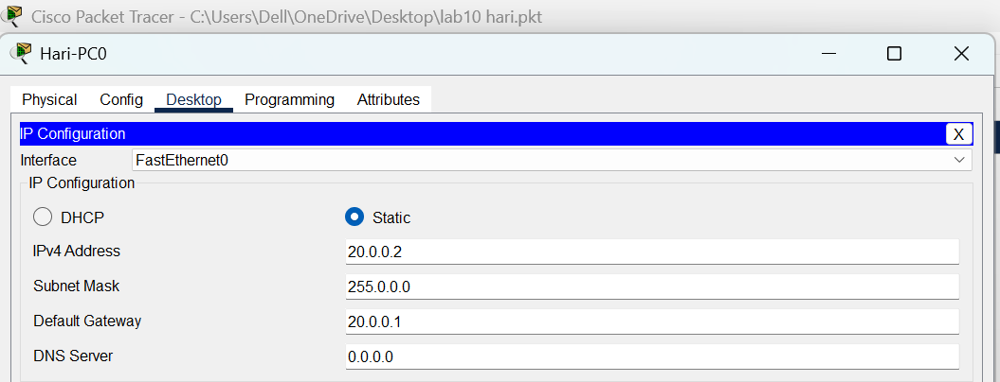 Cisco Packet Tracer - C:\Users\Dell\OneDrive\Desktop\lab10 hari.pkt
Hari-PC0
Physical Config Desktop Programming Attributes
IP Configuration X
Interface FastEthernet0
IP Configuration
DHCP Static
IPv4 Address 20.0.0.2
Subnet Mask 255.0.0.0
Default Gateway 20.0.0.1
DNS Server 0.0.0.0